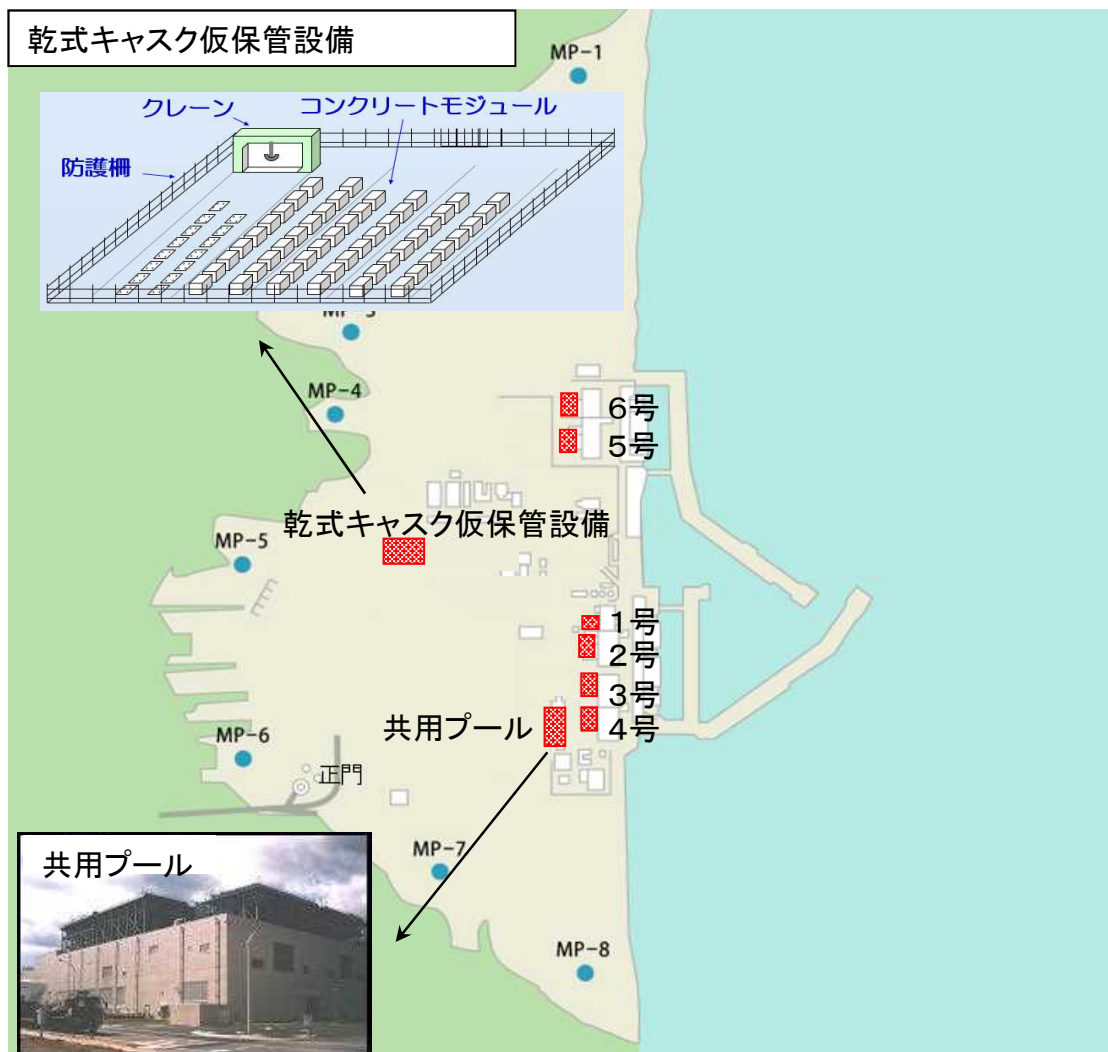 乾式キャスク仮保管設備
MP-1
クレーン
コンクリートモジュール
防護柵
MP-3
MP-4
6号
5号
乾式キャスク仮保管設備
MP-5
1号
2号
3号
共用プール
4号
MP-6
正門
共用プール
MP-7
MP-8